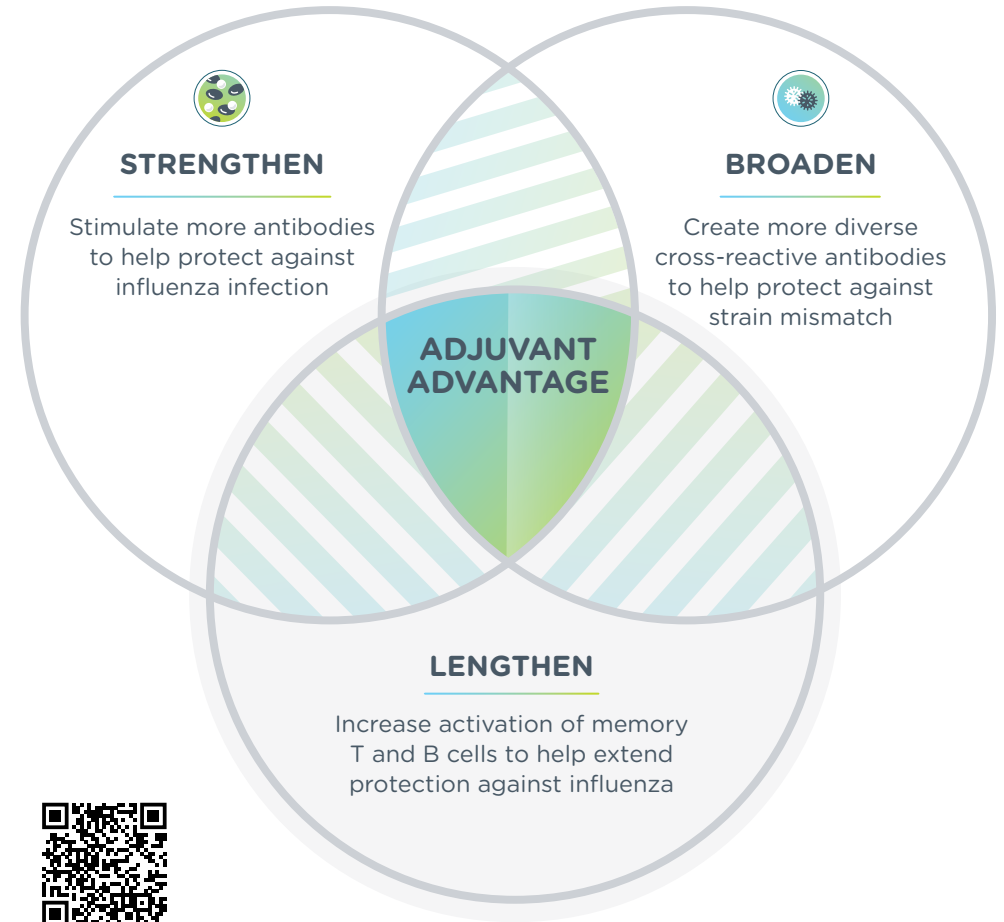 STRENGTHEN
Stimulate more antibodies
to help protect against
influenza infection
BROADEN
Create more diverse
cross-reactive antibodies
to help protect against
strain mismatch
ADJUVANT
ADVANTAGE
LENGTHEN
Increase activation of memory
T and B cells to help extend
protection against influenza